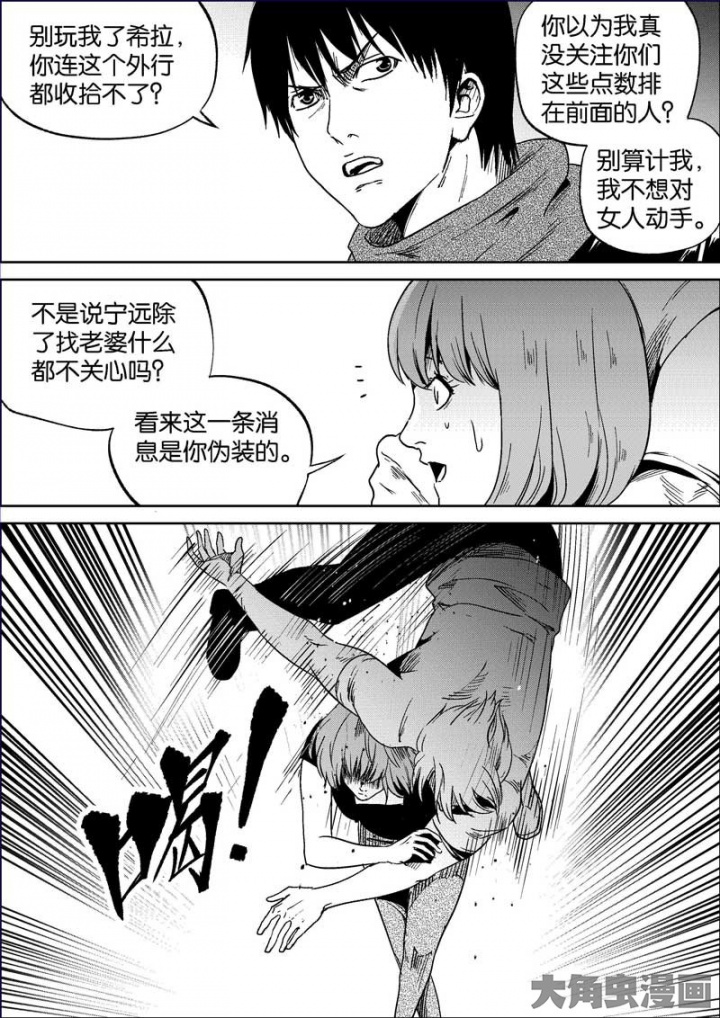 别玩我了希拉，
你连这个外行
都收拾不了？
你以为我真
没关注你们
这些点数排
在前面的人？
别算计我，
我不想对
女人动手。
不是说宁远除
了找老婆什么
都不关心吗？
看来这一条消
息是你伪装的。
喝！
大角虫漫画